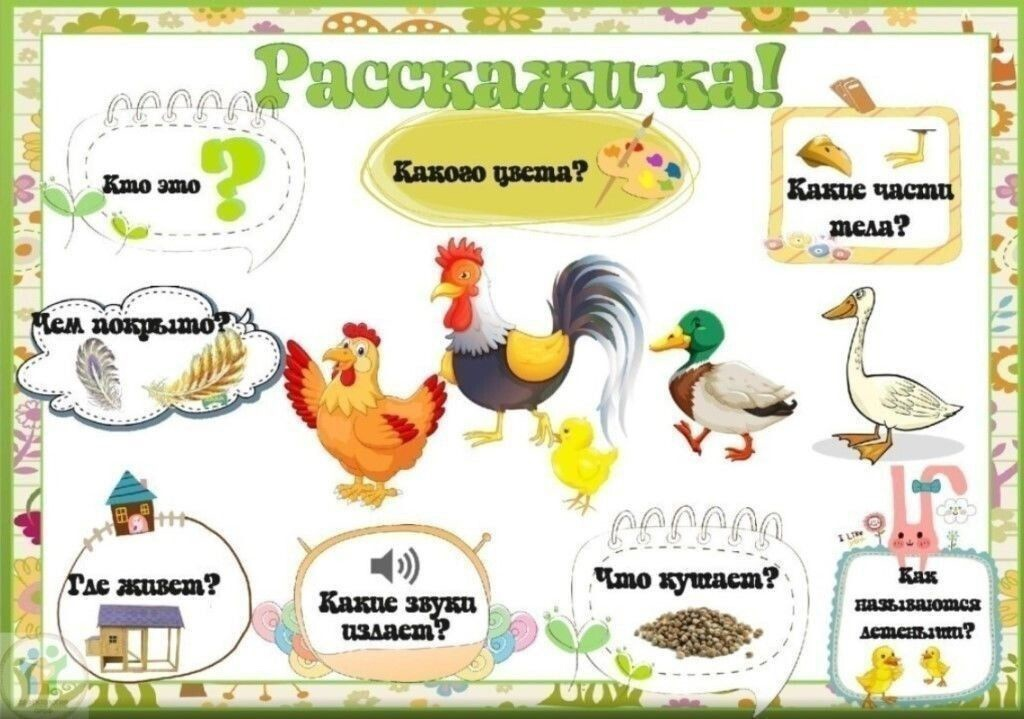 Расскажи-ка!
Кто это
?
Какого цвета?
Какие части
тела?
Чем покрыто?
Где живет?
Какие звуки
издает?
Что кушает?
I LIKE
Как
называются
детеныши?